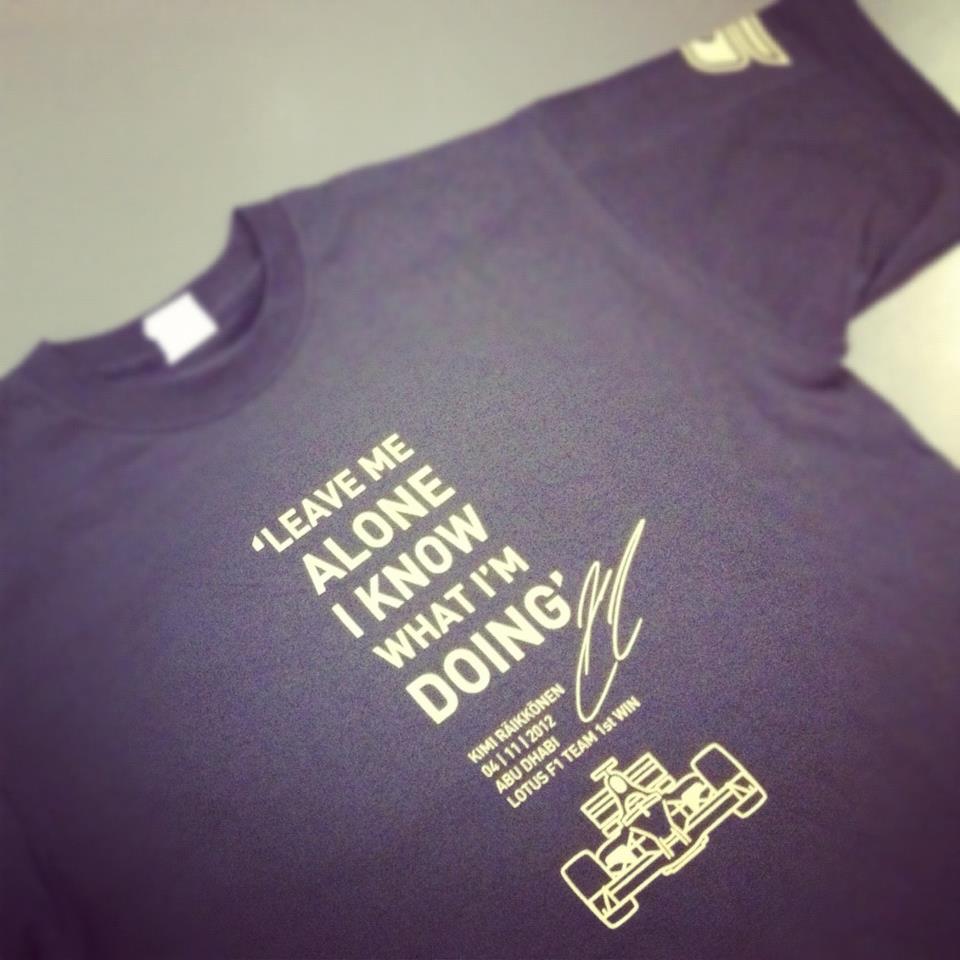 ‘LEAVE ME
ALONE
I KNOW
WHAT I’M
DOING’
KIMI RÄIKKÖNEN
04 | 11 | 2012
ABU DHABI
LOTUS F1 TEAM 1st WIN